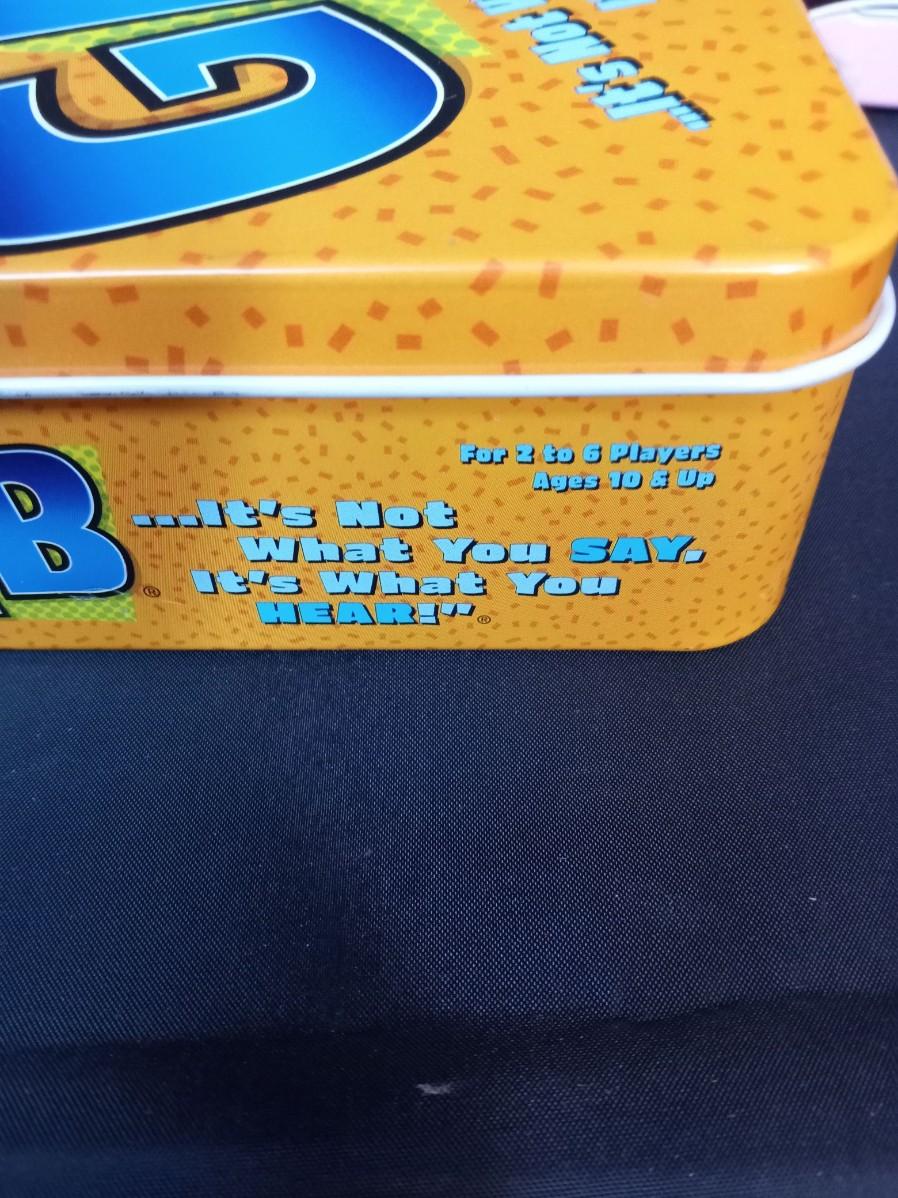 G
...It's Not
B®
For 2 to 6 Players
Ages 10 & Up
...It's Not
What You SAY,
It's What You
HEAR!"®